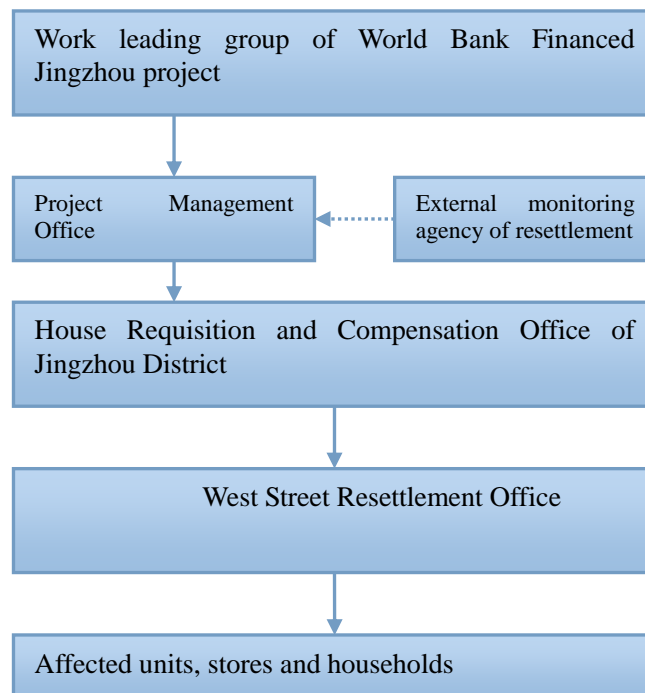 Work leading group of World Bank Financed
Jingzhou project
Project Management
Office
External monitoring
agency of resettlement
House Requisition and Compensation Office of
Jingzhou District
West Street Resettlement Office
Affected units, stores and households